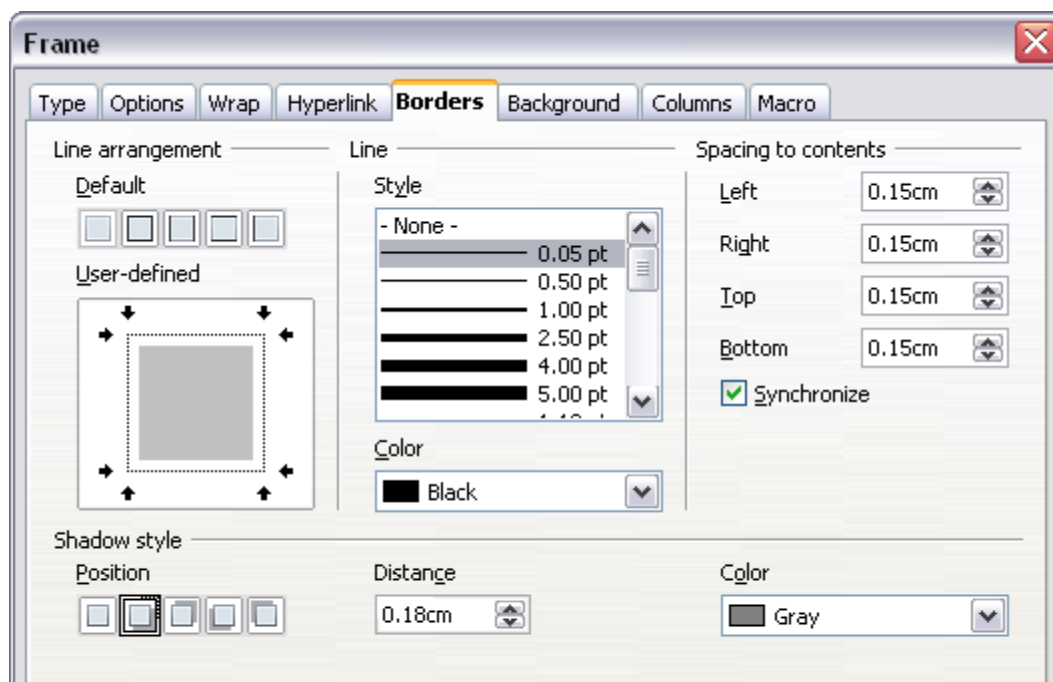 Frame
Type Options Wrap Hyperlink Borders Background Columns Macro
Line arrangement
Default
User-defined
Line
Style
- None -
0.05 pt
0.50 pt
1.00 pt
2.50 pt
4.00 pt
5.00 pt
Color
Black
Spacing to contents
Left 0.15cm
Right 0.15cm
Top 0.15cm
Bottom 0.15cm
Synchronize
Shadow style
Position
Distance
0.18cm
Color
Gray